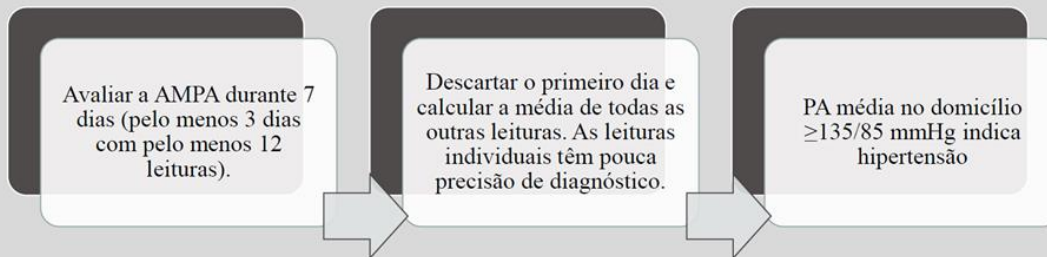 Avaliar a AMPA durante 7
dias (pelo menos 3 dias
com pelo menos 12
leituras).
Descartar o primeiro dia e
calcular a média de todas as
outras leituras. As leituras
individuais têm pouca
precisão de diagnóstico.
PA média no domicílio
≥135/85 mmHg indica
hipertensão